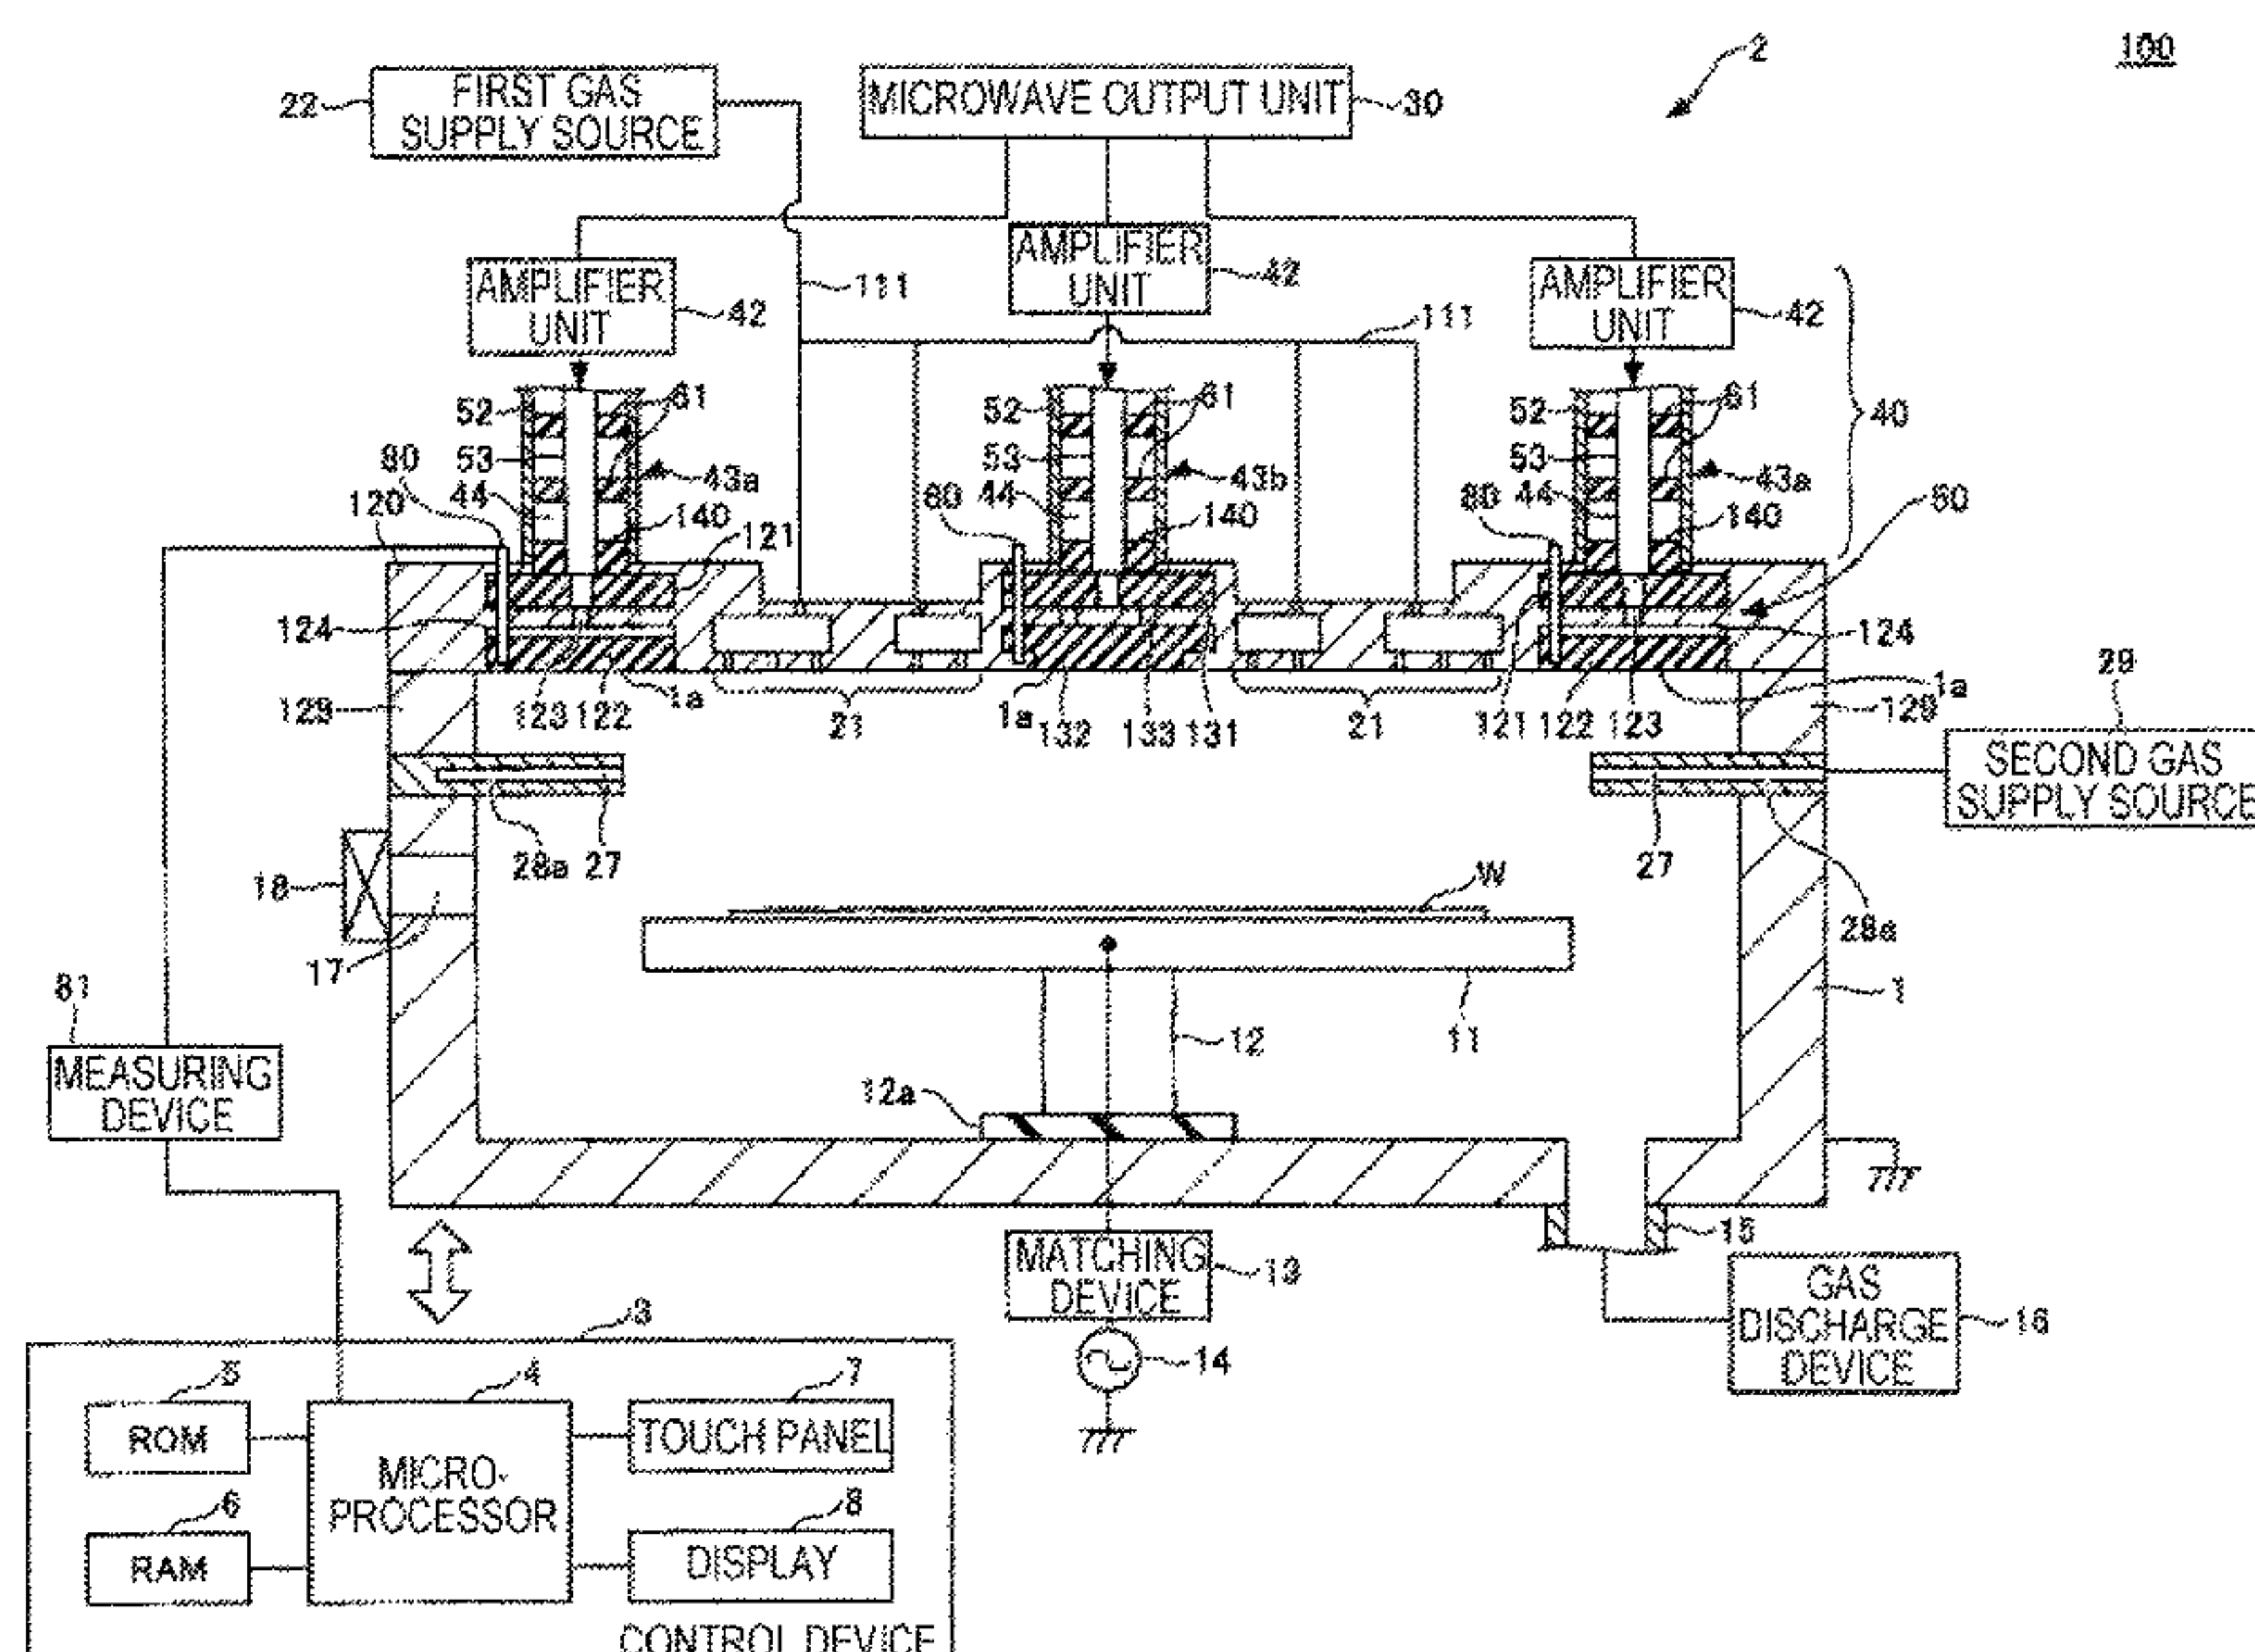 2
100
22
FIRST GAS
SUPPLY SOURCE
MICROWAVE OUTPUT UNIT
30
AMPLIFIER
UNIT
42
111
AMPLIFIER
UNIT
42
111
AMPLIFIER
UNIT
42
40
52
61
53
43a
80
44
120
140
121
52
61
53
43b
80
44
140
52
61
53
43a
80
44
140
60
124
124
129
123
122
1a
21
1a
132
133
131
21
121
122
123
1a
129
29
SECOND GAS
SUPPLY SOURCE
28a
27
27
28a
18
17
W
11
12
12a
1
81
MEASURING
DEVICE
MATCHING
DEVICE
13
14
15
GAS
DISCHARGE
DEVICE
16
3
5
ROM
4
MICRO-
PROCESSOR
7
TOUCH PANEL
6
RAM
8
DISPLAY
CONTROL DEVICE